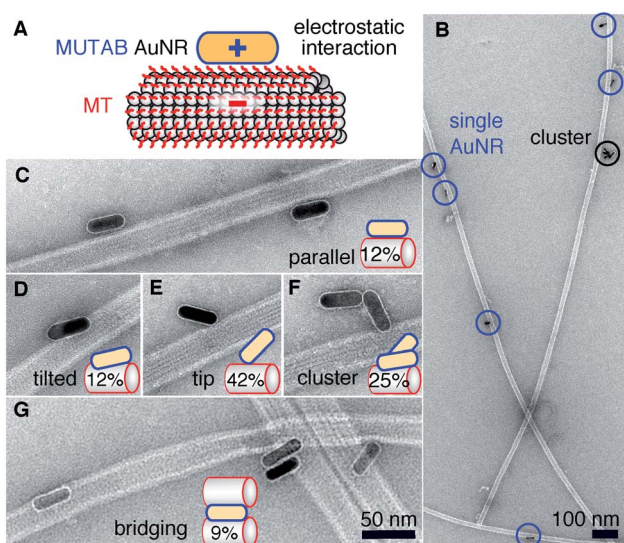 A
MUTAB AuNR
+
electrostatic
interaction
MT
−
B
single
AuNR
cluster
100 nm
C
parallel
12%
D
tilted
12%
E
tip
42%
F
cluster
25%
G
bridging
9%
50 nm